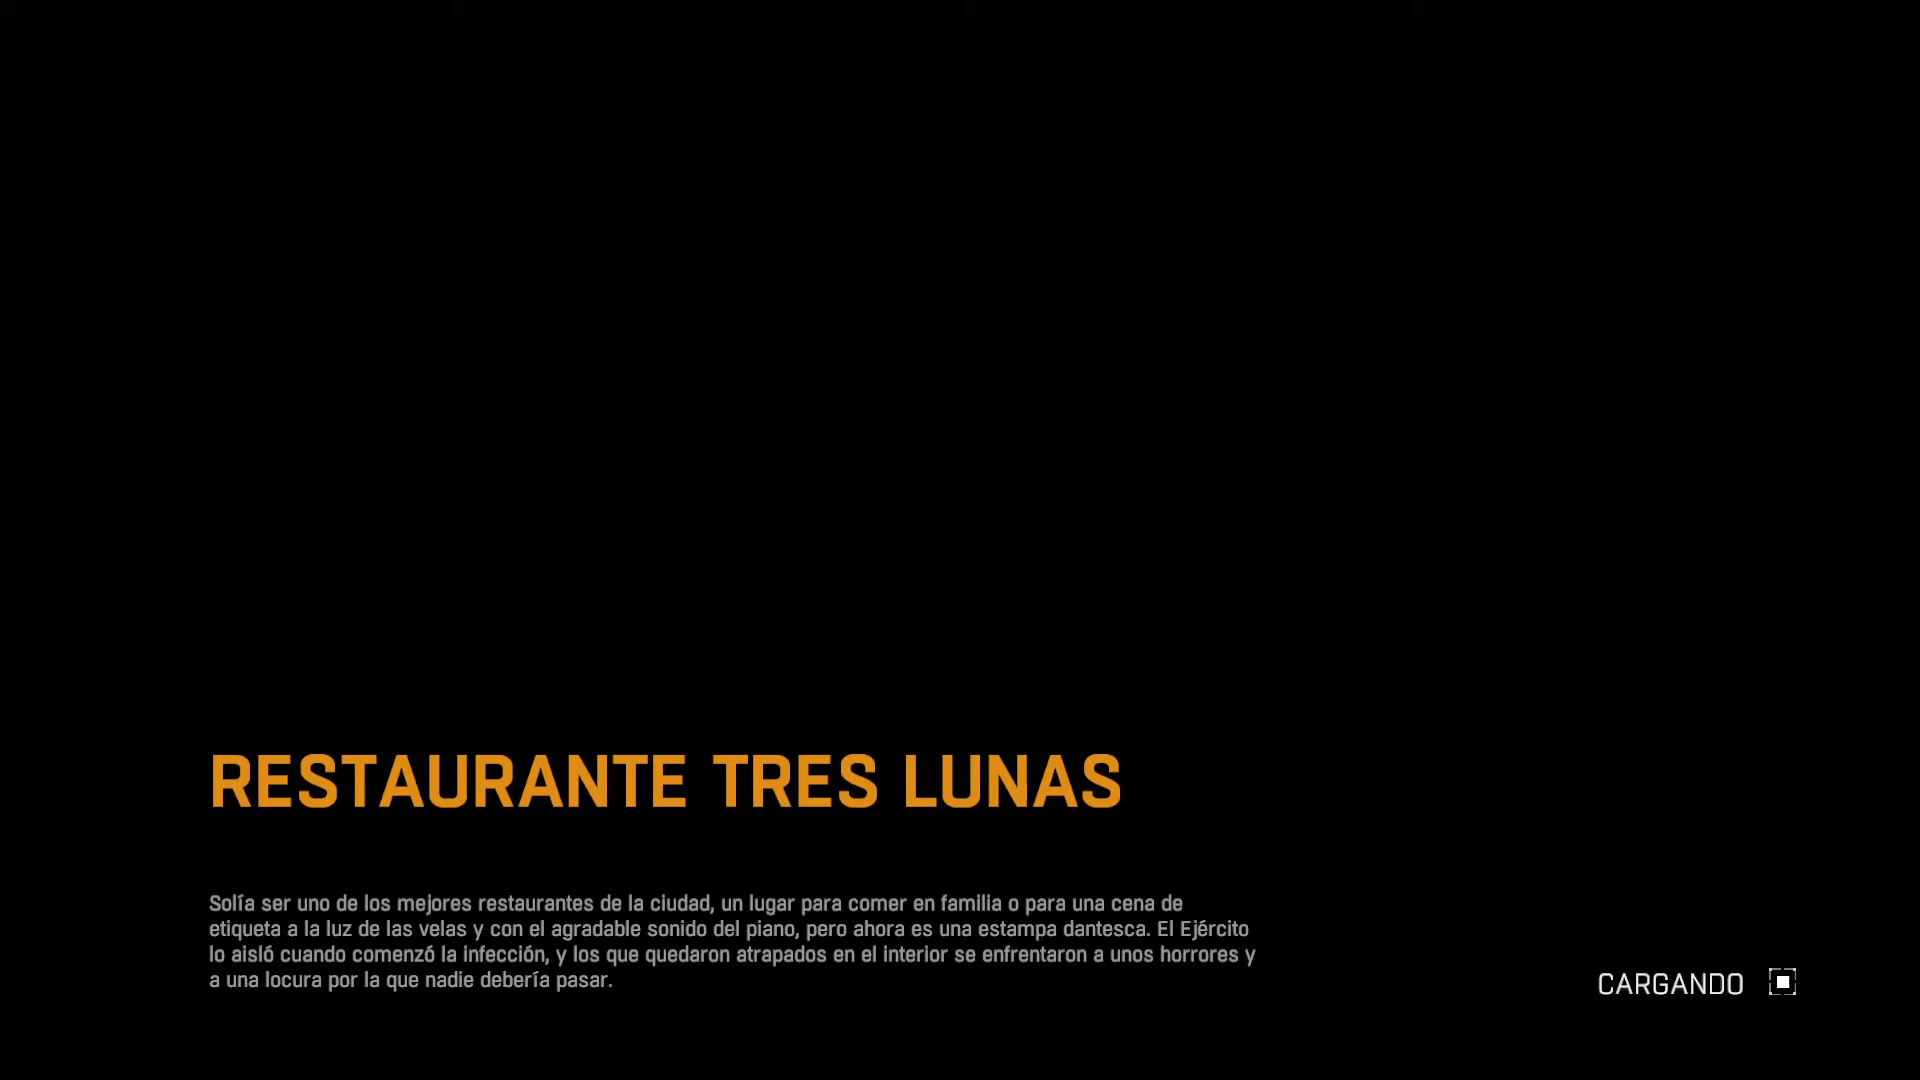 RESTAURANTE TRES LUNAS
Solía ser uno de los mejores restaurantes de la ciudad, un lugar para comer en familia o para una cena de
etiqueta a la luz de las velas y con el agradable sonido del piano, pero ahora es una estampa dantesca. El Ejército
lo aisló cuando comenzó la infección, y los que quedaron atrapados en el interior se enfrentaron a unos horrores y
a una locura por la que nadie debería pasar.
CARGANDO